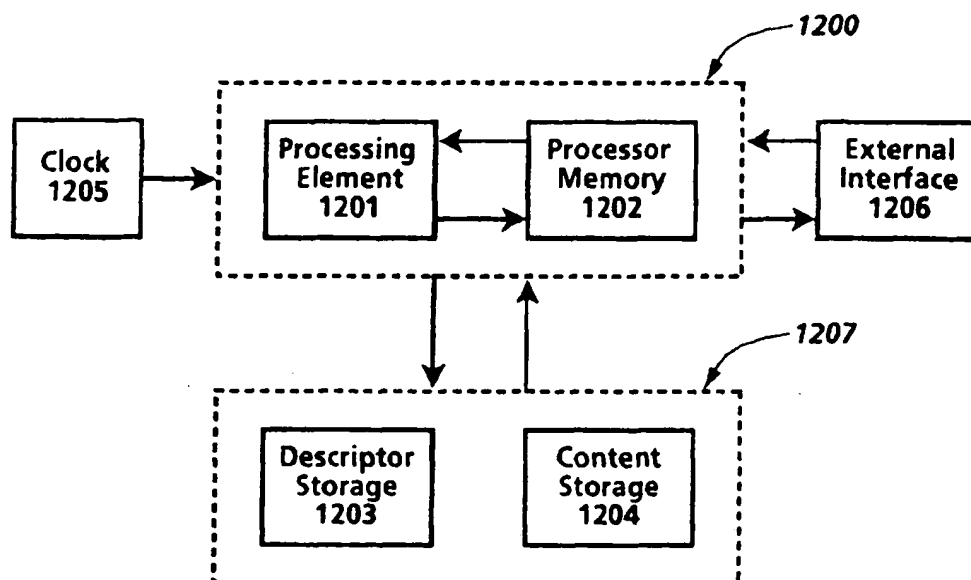 1200
Clock
1205
Processing
Element
1201
Processor
Memory
1202
External
Interface
1206
1207
Descriptor
Storage
1203
Content
Storage
1204